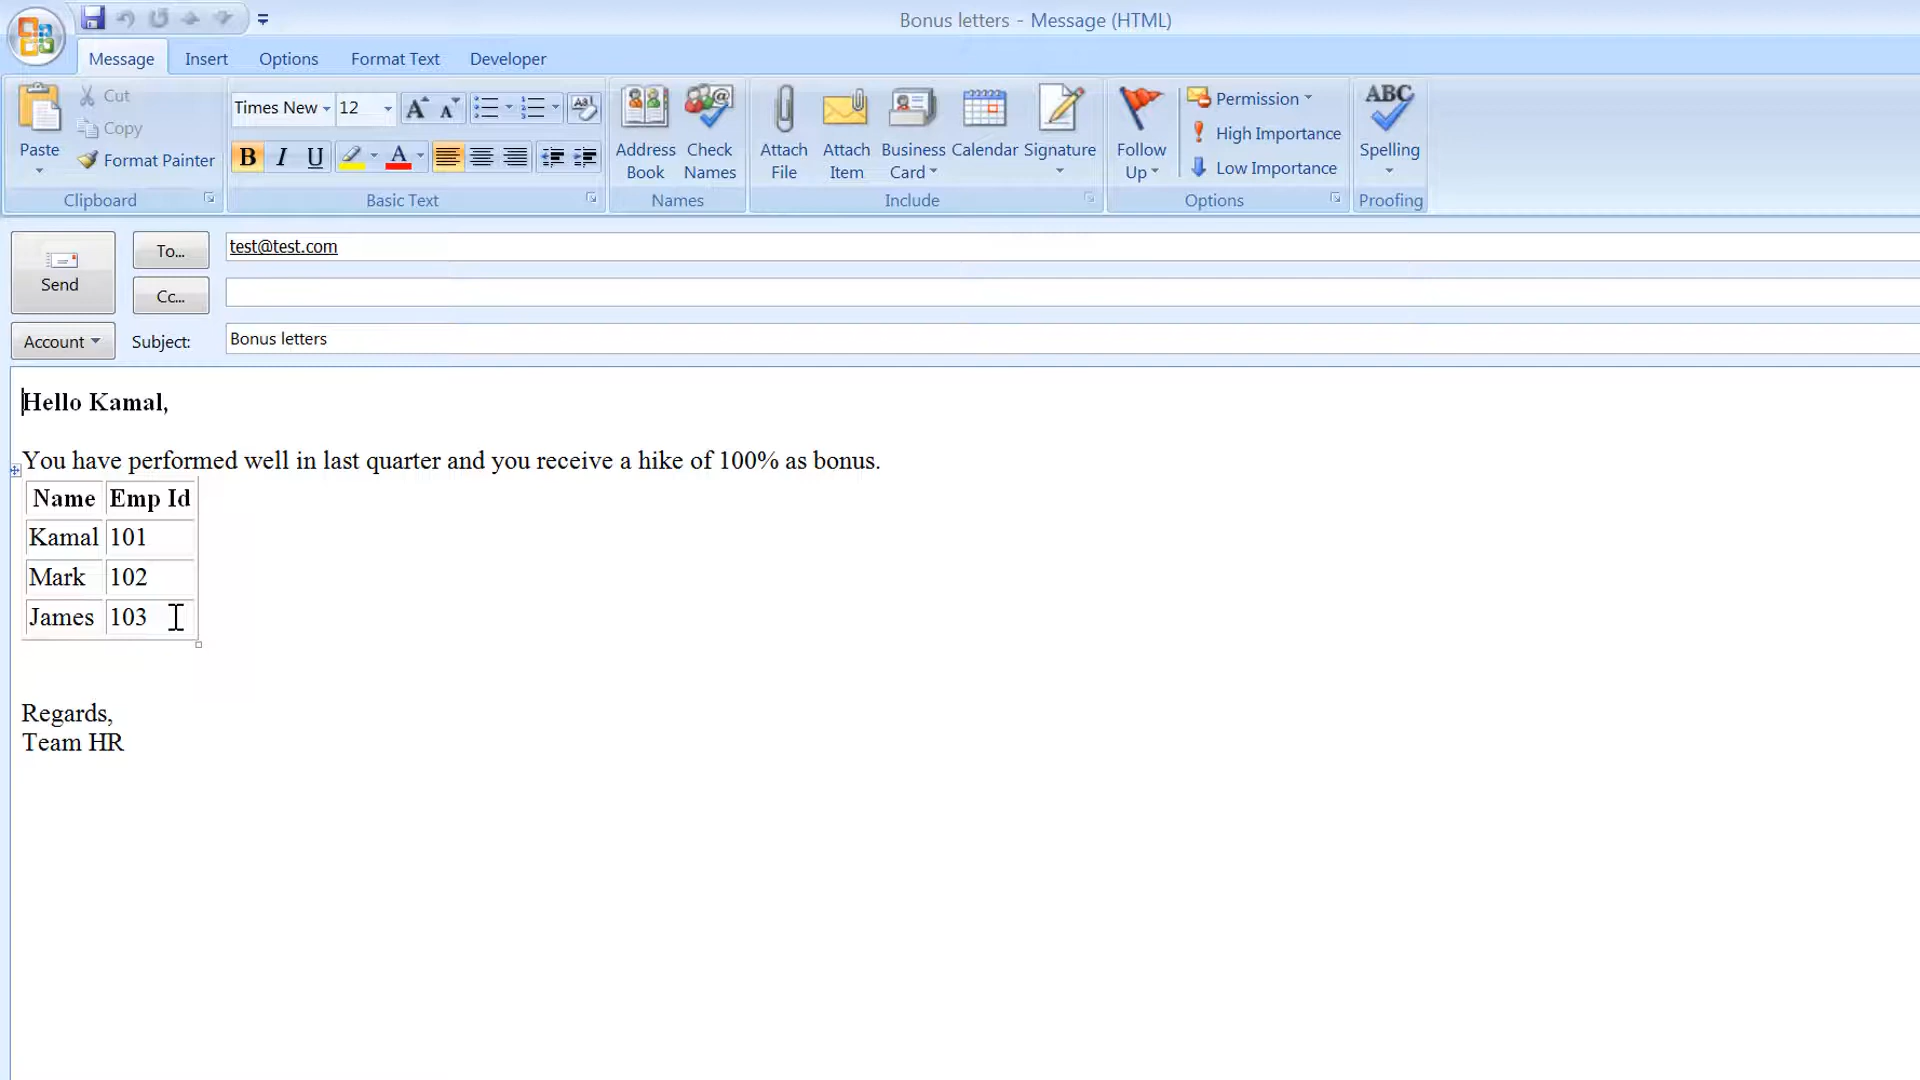 Bonus letters - Message (HTML)
Message Insert Options Format Text Developer
Paste
Cut
Copy
Format Painter
Clipboard
Times New 12
B I U A
Basic Text
Address Book
Check Names
Names
Attach File
Attach Item
Business Card
Calendar
Signature
Include
Follow Up
Permission
High Importance
Low Importance
Options
ABC
Spelling
Proofing
Send
To... test@test.com
Cc...
Account Subject: Bonus letters
Hello Kamal,
You have performed well in last quarter and you receive a hike of 100% as bonus.
Name Emp Id
Kamal 101
Mark 102
James 103
Regards,
Team HR